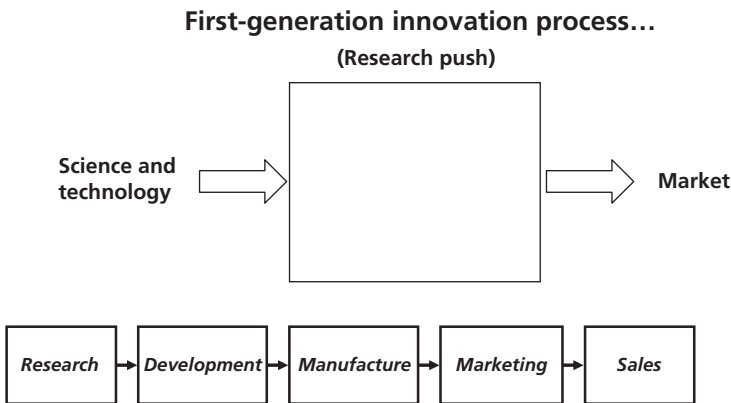 First-generation innovation process…
(Research push)
Science and
technology
Market
Research
Development
Manufacture
Marketing
Sales